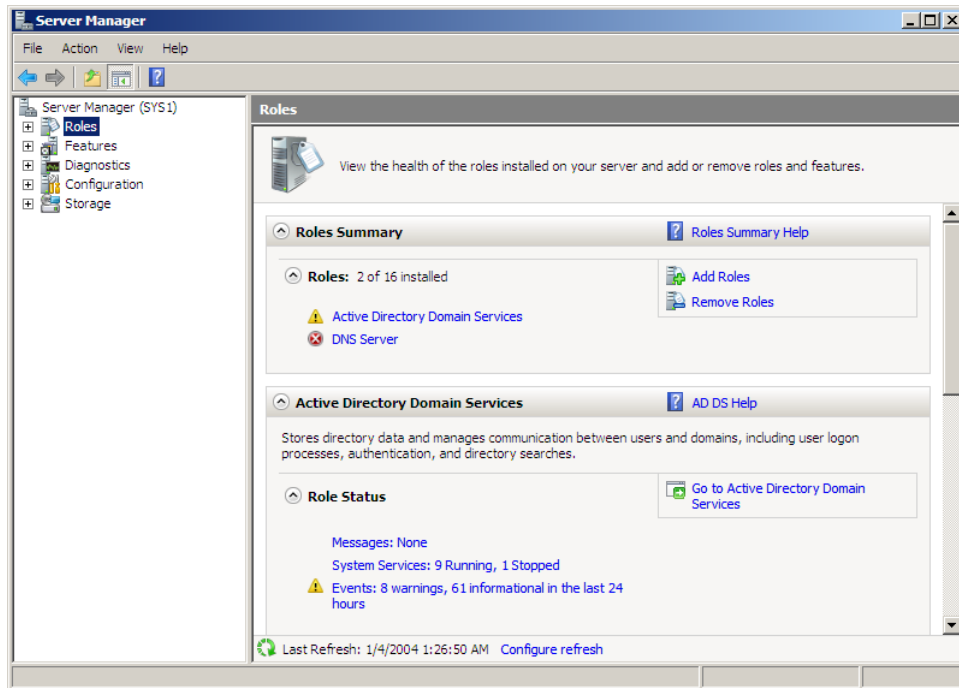 Server Manager
File Action View Help
Server Manager (SYS1)
Roles
Features
Diagnostics
Configuration
Storage
Roles
View the health of the roles installed on your server and add or remove roles and features.
Roles Summary
Roles Summary Help
Roles: 2 of 16 installed
Add Roles
Remove Roles
Active Directory Domain Services
DNS Server
Active Directory Domain Services
AD DS Help
Stores directory data and manages communication between users and domains, including user logon
processes, authentication, and directory searches.
Role Status
Go to Active Directory Domain
Services
Messages: None
System Services: 9 Running, 1 Stopped
Events: 8 warnings, 61 informational in the last 24
hours
Last Refresh: 1/4/2004 1:26:50 AM Configure refresh